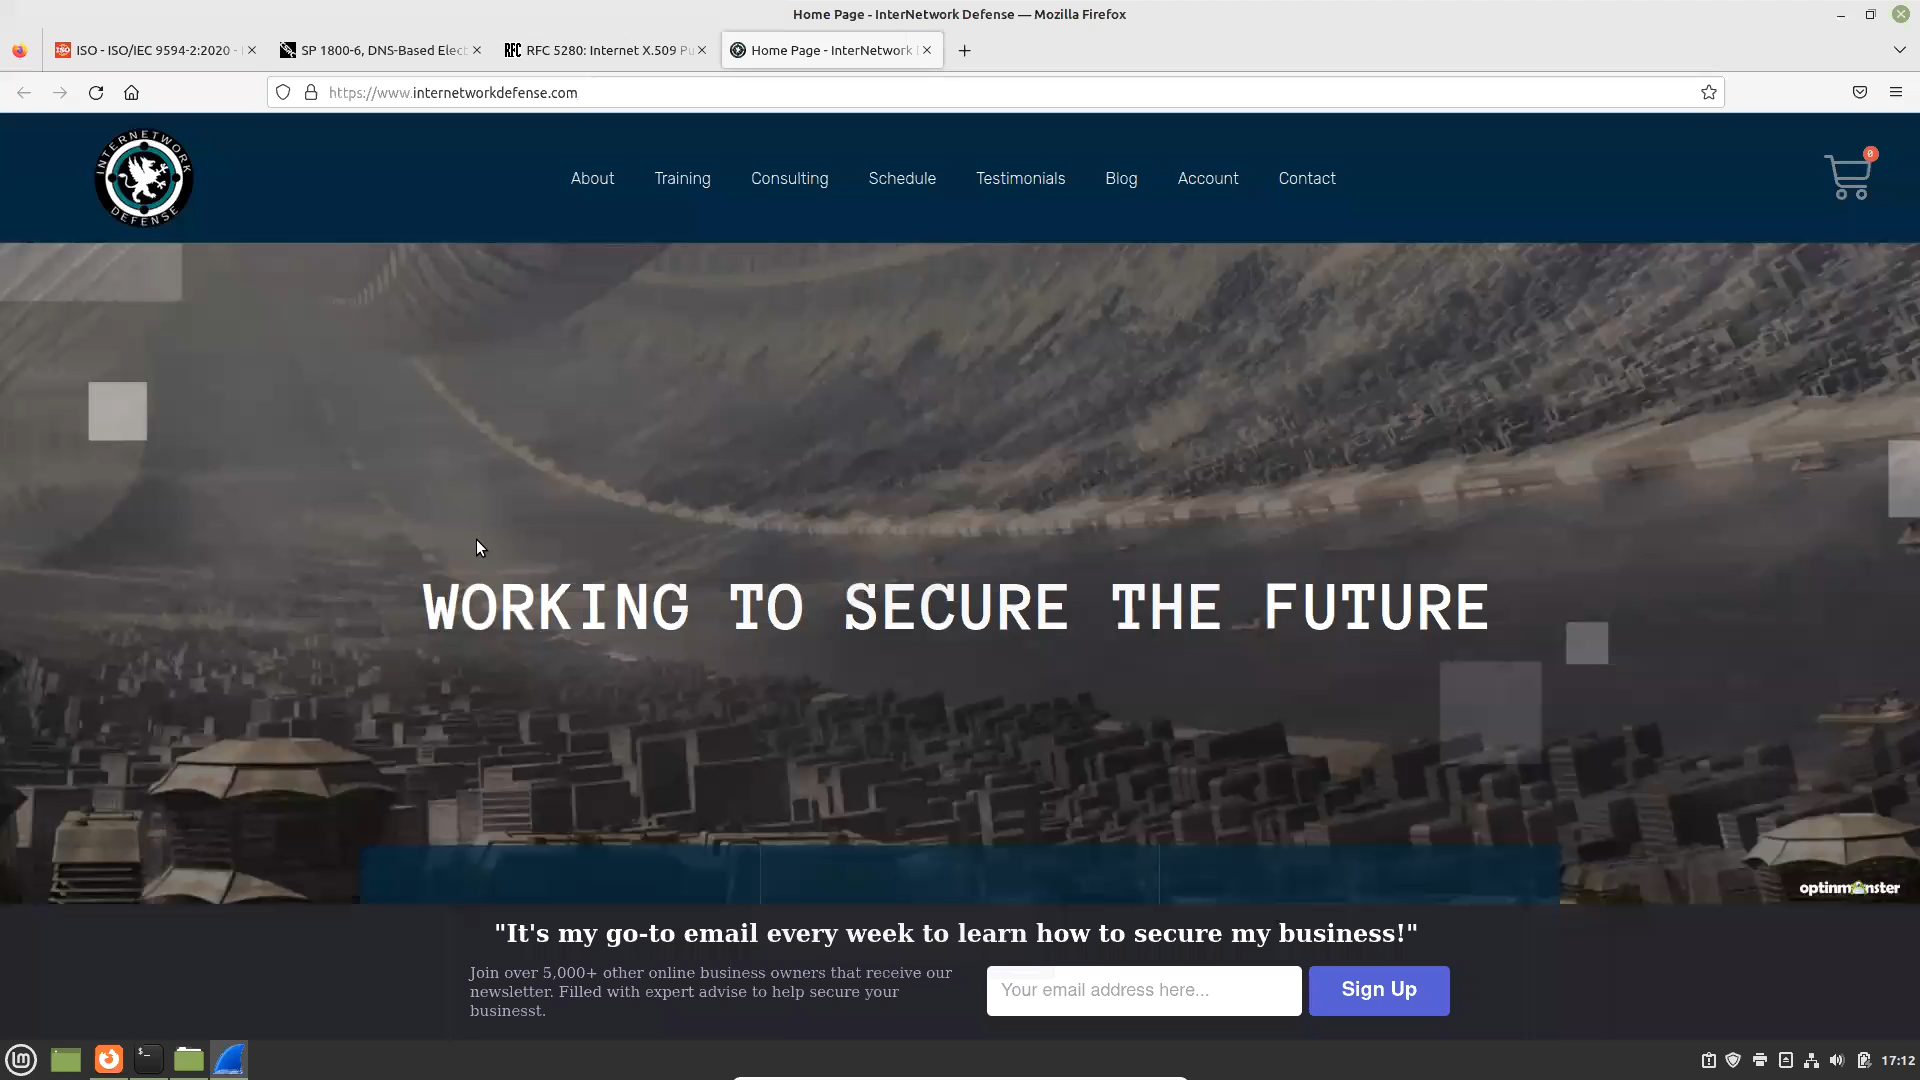 Home Page - InterNetwork Defense — Mozilla Firefox
ISO - ISO/IEC 9594-2:2020 -
SP 1800-6, DNS-Based Elec
RFC
RFC 5280: Internet X.509 Pu
Home Page - InterNetwork
https://www.internetworkdefense.com
INTERNETWORK DEFENSE
About
Training
Consulting
Schedule
Testimonials
Blog
Account
Contact
0
WORKING TO SECURE THE FUTURE
optinmonster
"It's my go-to email every week to learn how to secure my business!"
Join over 5,000+ other online business owners that receive our
newsletter. Filled with expert advise to help secure your
businesst.
Your email address here...
Sign Up
17:12